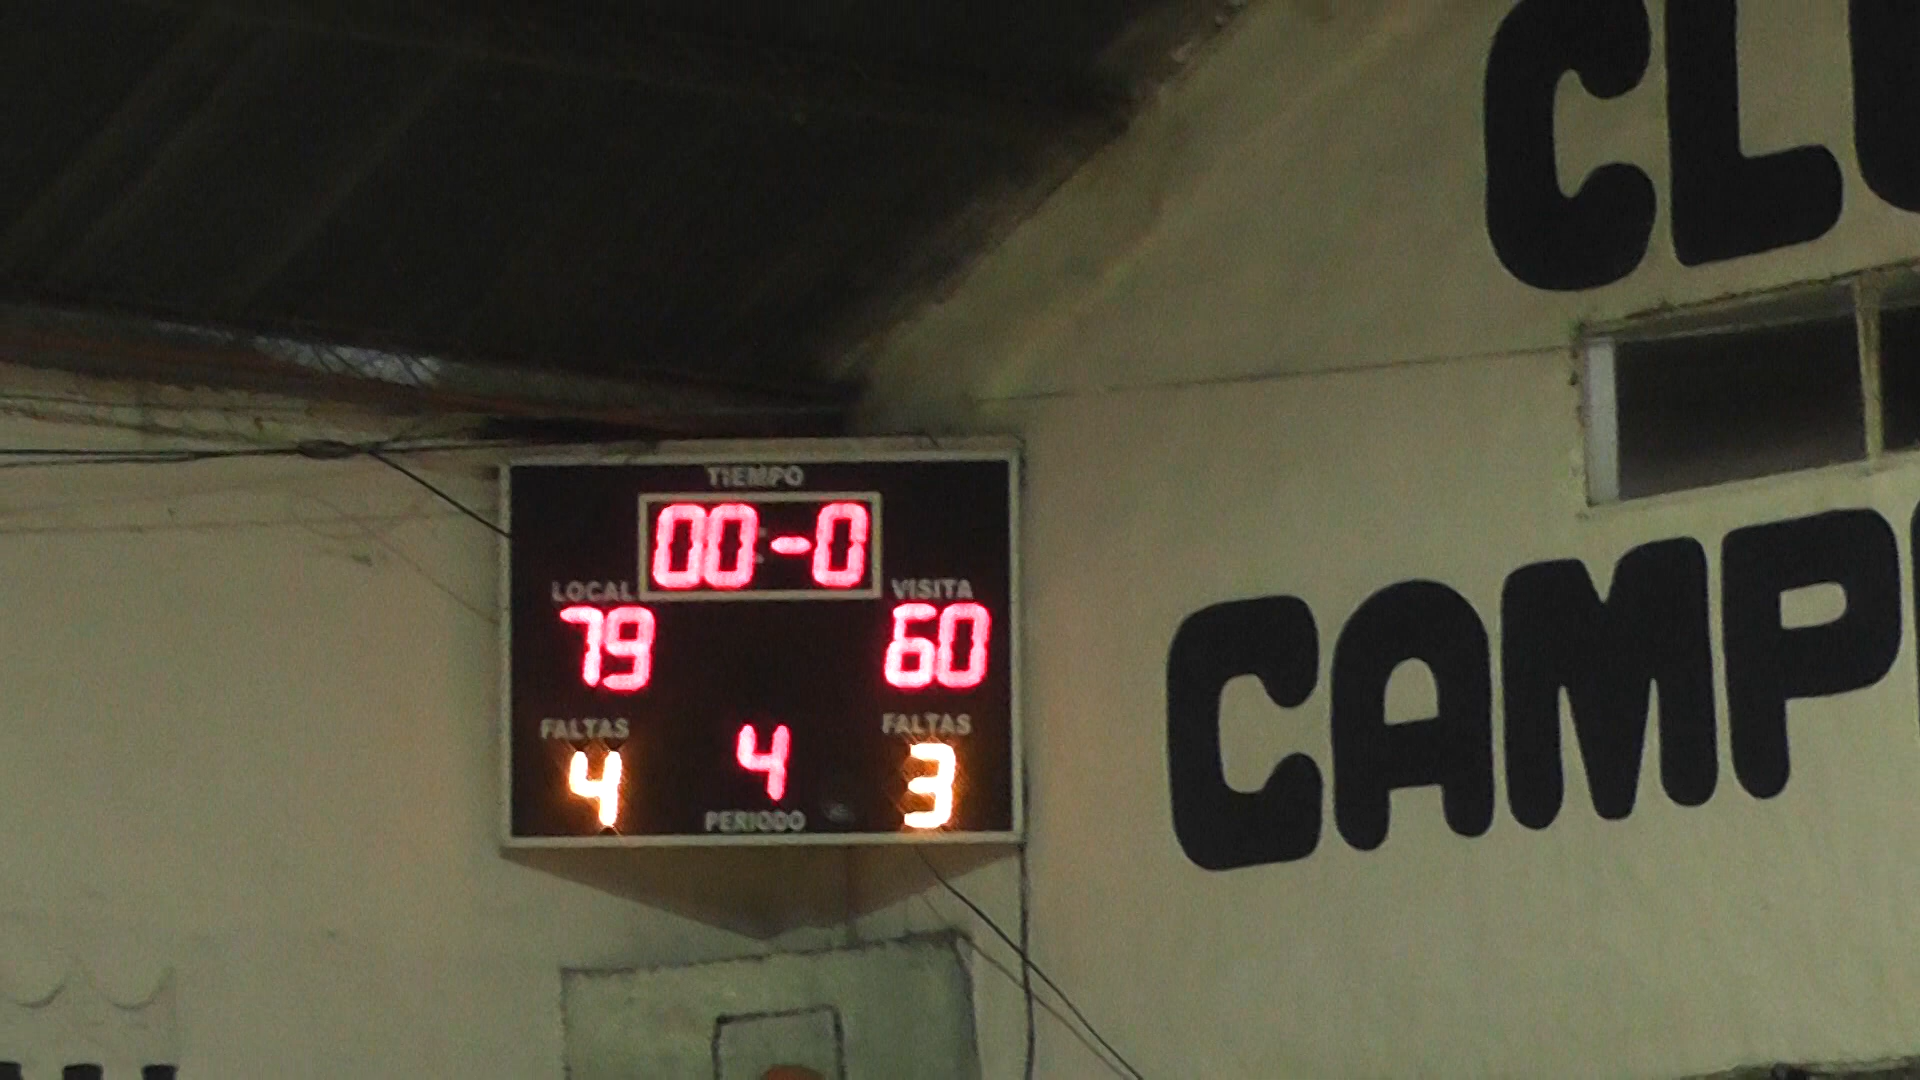 CL
CAMP
TIEMPO
00-0
LOCAL VISITA
79 60
FALTAS 4 FALTAS
4 3
PERIODO